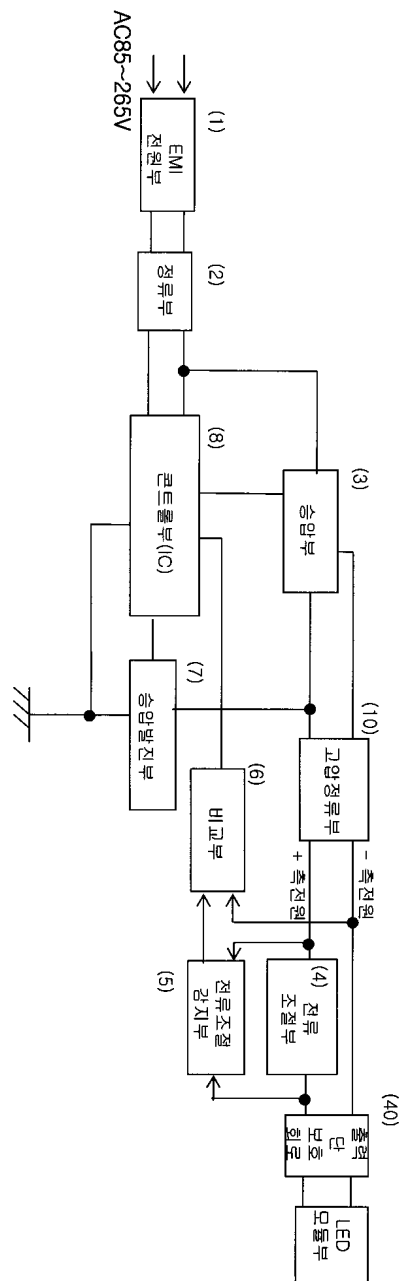 AC85~265V
(1)
EMI
전원부
(2)
정류부
(8)
콘트롤부(IC)
(3)
승압부
(7)
승압발진부
(10)
고압정류부
(6)
비교부
- 측전원
+ 측전원
(4)
전류
조절부
(5)
전류조절
감지부
(40)
출력
단
보호
회로
LED
모듈부